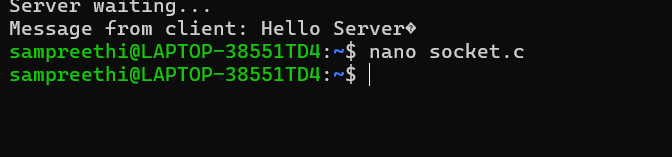 Server waiting...
Message from client: Hello Server�
sampreethi@LAPTOP-38551TD4:~$ nano socket.c
sampreethi@LAPTOP-38551TD4:~$